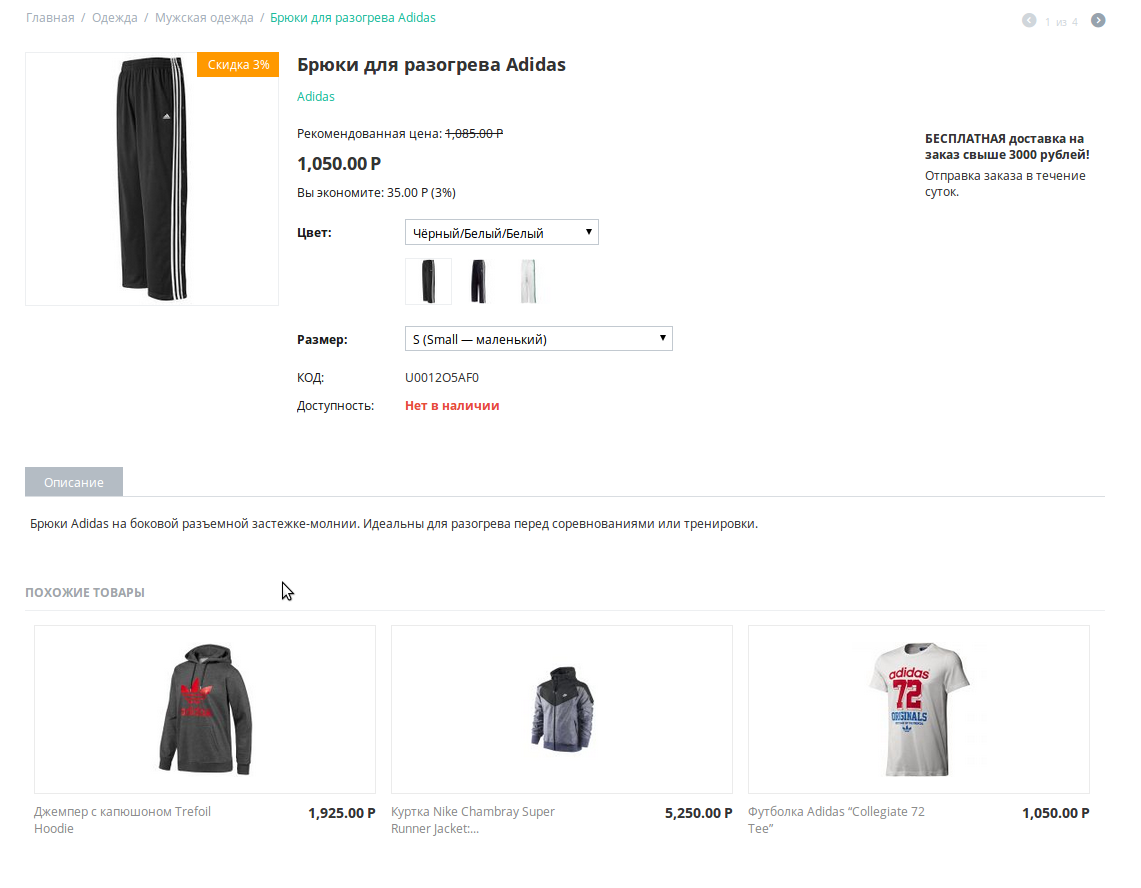 Главная / Одежда / Мужская одежда / Брюки для разогрева Adidas
1 из 4
Скидка 3%
Брюки для разогрева Adidas
Adidas
Рекомендованная цена: 1,085.00 Р
1,050.00 Р
Вы экономите: 35.00 Р (3%)
БЕСПЛАТНАЯ доставка на
заказ свыше 3000 рублей!
Отправка заказа в течение
суток.
Цвет: Чёрный/Белый/Белый
Размер: S (Small — маленький)
КОД: U0012O5AF0
Доступность: Нет в наличии
Описание
Брюки Adidas на боковой разъемной застежке-молнии. Идеальны для разогрева перед соревнованиями или тренировки.
ПОХОЖИЕ ТОВАРЫ
adidas
72
ORIGINALS
Джемпер с капюшоном Trefoil
Hoodie
1,925.00 Р
Куртка Nike Chambray Super
Runner Jacket:...
5,250.00 Р
Футболка Adidas “Collegiate 72
Tee”
1,050.00 Р